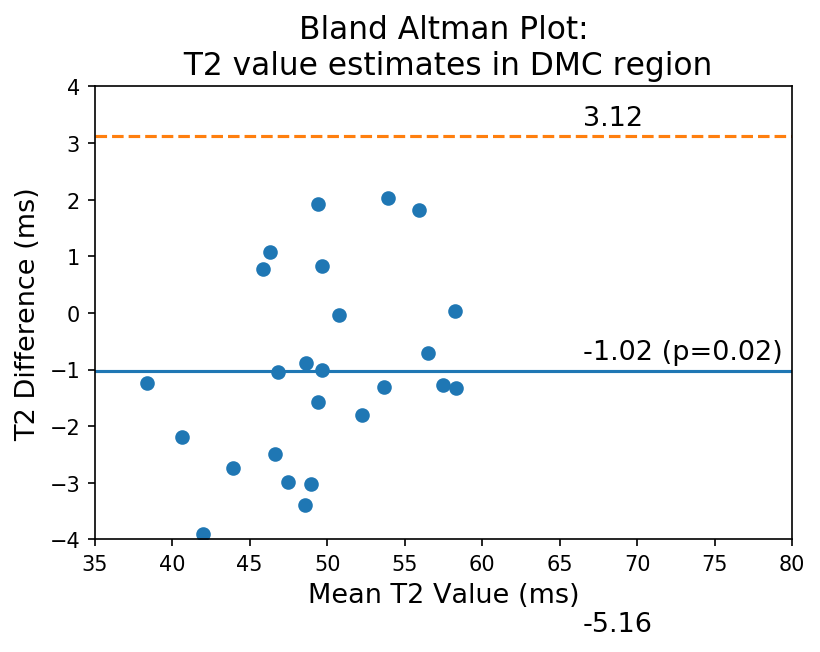 Bland Altman Plot:
T2 value estimates in DMC region
T2 Difference (ms)
4
3
2
1
0
−1
−2
−3
−4
3.12
-1.02 (p=0.02)
35 40 45 50 55 60 65 70 75 80
Mean T2 Value (ms)
-5.16